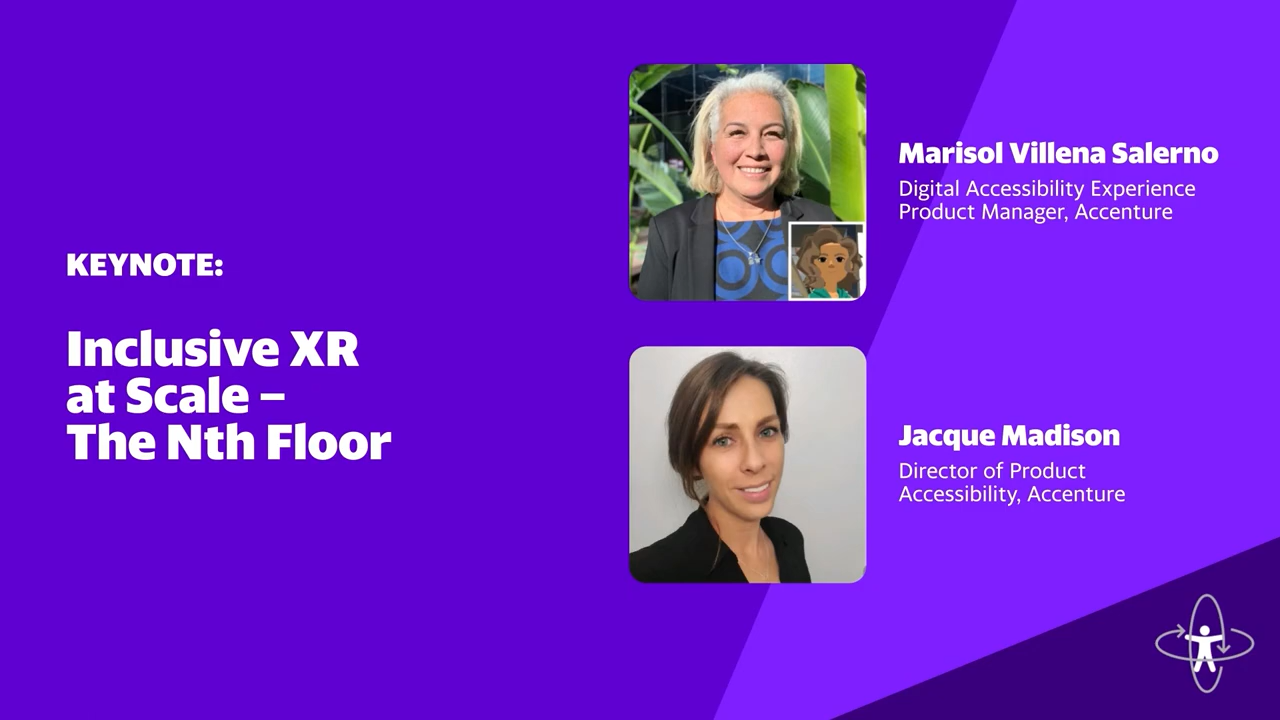 KEYNOTE:
Inclusive XR
at Scale –
The Nth Floor
Marisol Villena Salerno
Digital Accessibility Experience
Product Manager, Accenture
Jacque Madison
Director of Product
Accessibility, Accenture